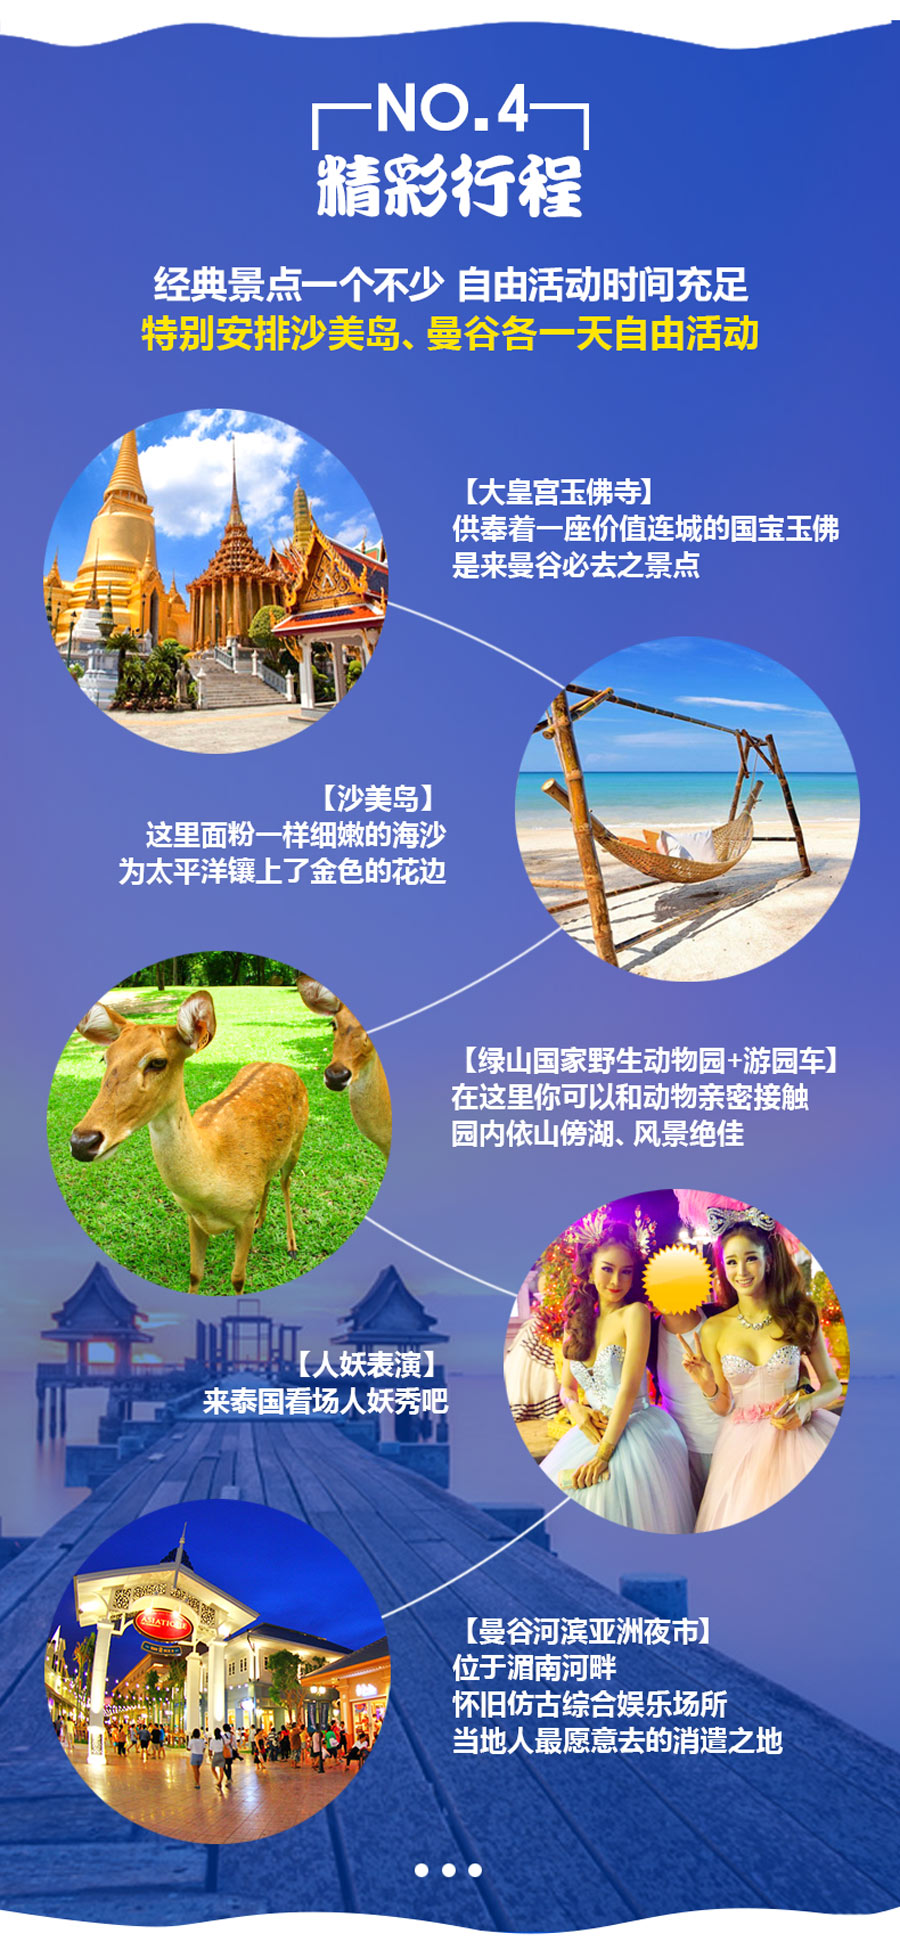 NO.4
精彩行程
经典景点一个不少 自由活动时间充足
特别安排沙美岛、曼谷各一天自由活动
【大皇宫玉佛寺】
供奉着一座价值连城的国宝玉佛
是来曼谷必去之景点
【沙美岛】
这里面粉一样细嫩的海沙
为太平洋镶上了金色的花边
【绿山国家野生动物园+游园车】
在这里你可以和动物亲密接触
园内依山傍湖、风景绝佳
【人妖表演】
来泰国看场人妖秀吧
ASIATIQUE
【曼谷河滨亚洲夜市】
位于湄南河畔
怀旧仿古综合娱乐场所
当地人最愿意去的消遣之地